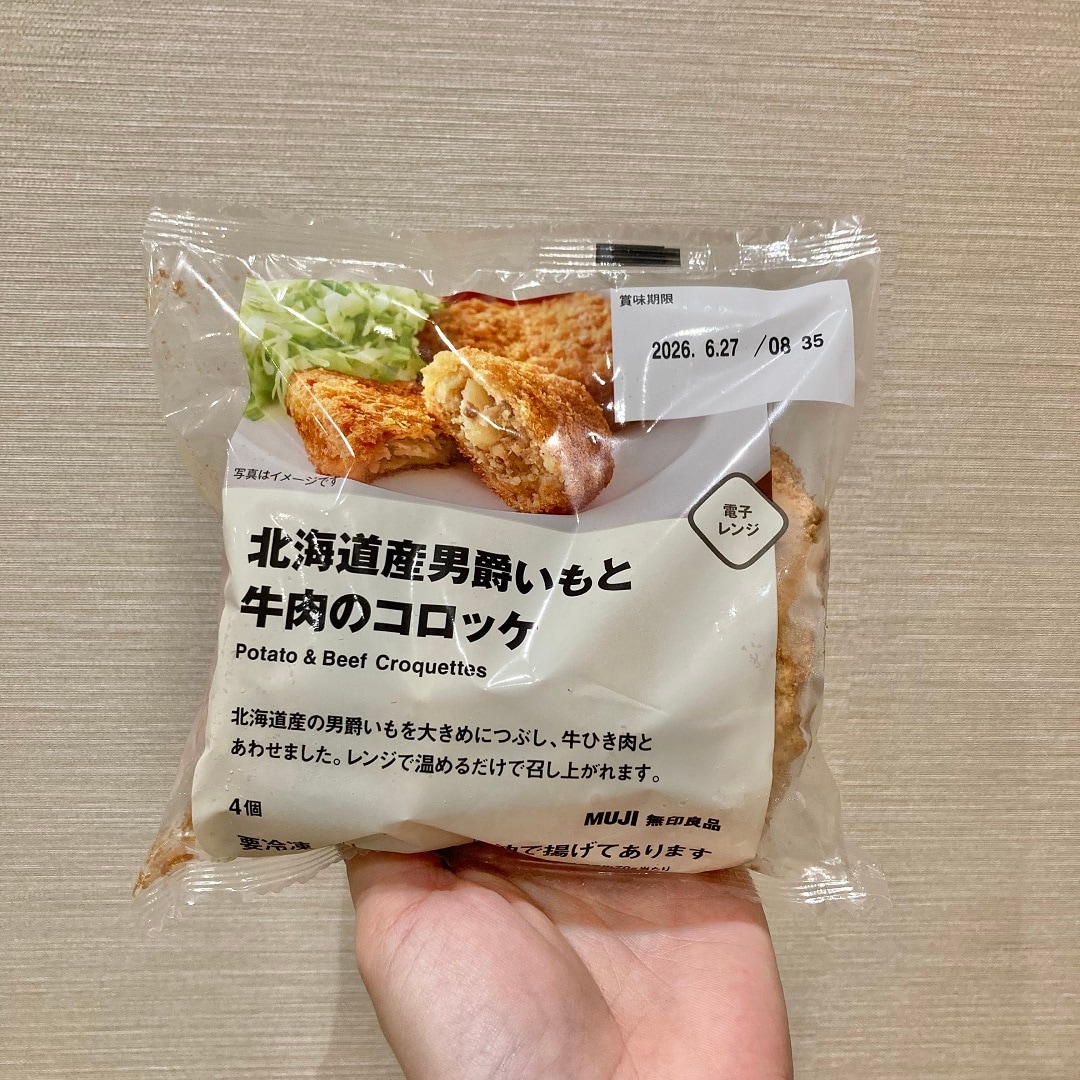 賞味期限
2026. 6.27 /08 35
写真はイメージです
電子
レンジ
北海道産男爵いもと
牛肉のコロッケ
Potato & Beef Croquettes
北海道産の男爵いもを大きめにつぶし、牛ひき肉と
あわせました。レンジで温めるだけで召し上がれます。
4個
MUJI 無印良品
要冷凍
で揚げてあります
当たり